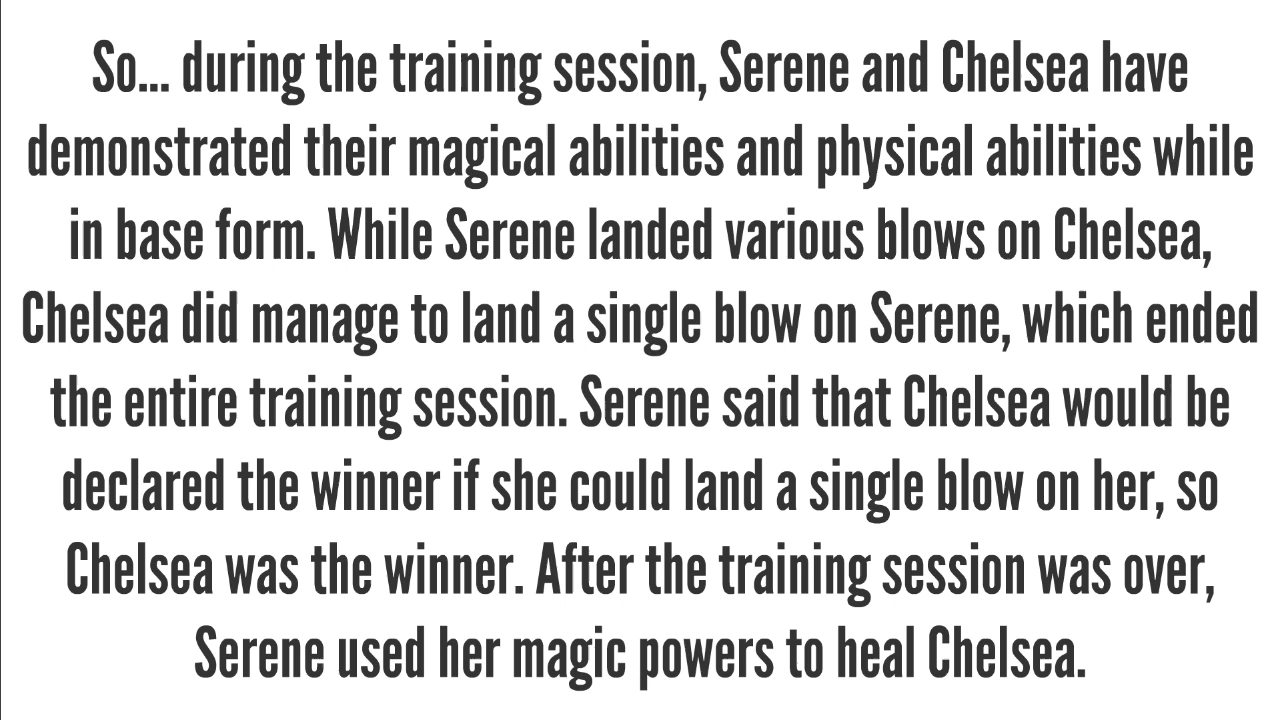 So... during the training session, Serene and Chelsea have
demonstrated their magical abilities and physical abilities while
in base form. While Serene landed various blows on Chelsea,
Chelsea did manage to land a single blow on Serene, which ended
the entire training session. Serene said that Chelsea would be
declared the winner if she could land a single blow on her, so
Chelsea was the winner. After the training session was over,
Serene used her magic powers to heal Chelsea.